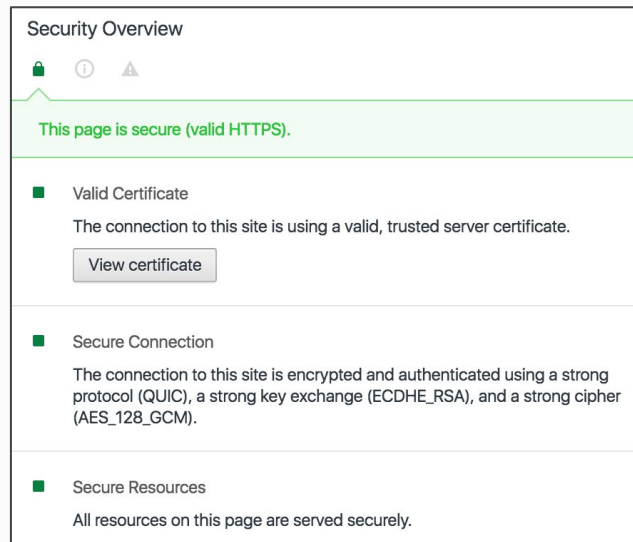 Security Overview
This page is secure (valid HTTPS).
Valid Certificate
The connection to this site is using a valid, trusted server certificate.
View certificate
Secure Connection
The connection to this site is encrypted and authenticated using a strong
protocol (QUIC), a strong key exchange (ECDHE_RSA), and a strong cipher
(AES_128_GCM).
Secure Resources
All resources on this page are served securely.